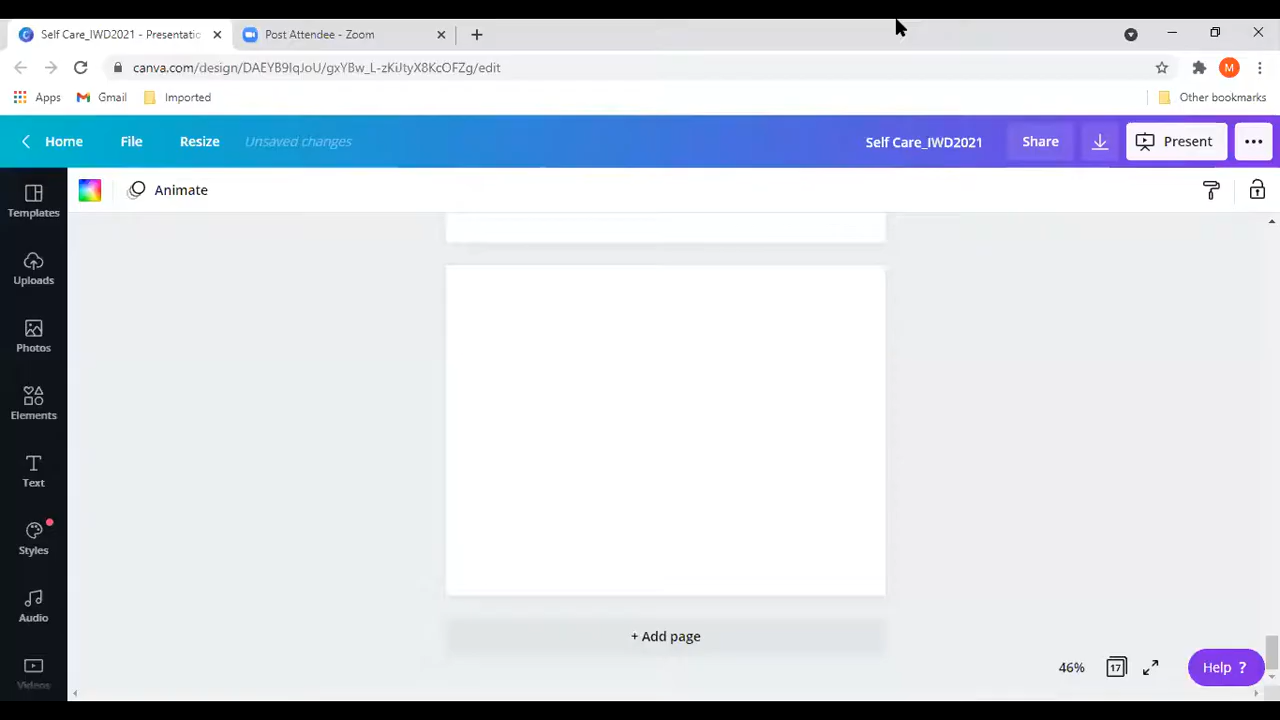 Self Care_IWD2021 - Presentatic
Post Attendee - Zoom
canva.com/design/DAEYB9IqJoU/gxYBw_L-zKiJtyX8KcOFZg/edit
M
Apps
Gmail
Imported
Other bookmarks
Home
File
Resize
Unsaved changes
Self Care_IWD2021
Share
Present
Animate
Templates
Uploads
Photos
Elements
Text
Styles
Audio
Videos
+ Add page
46%
17
Help ?